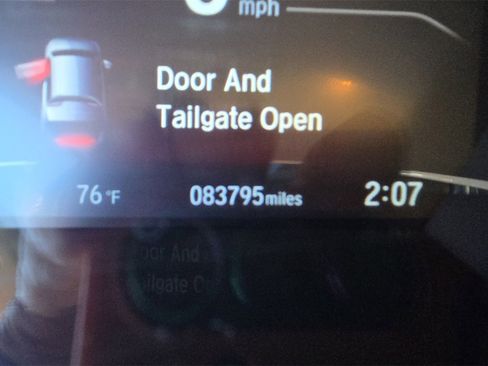 mph
Door And
Tailgate Open
76°F 083795miles 2:07